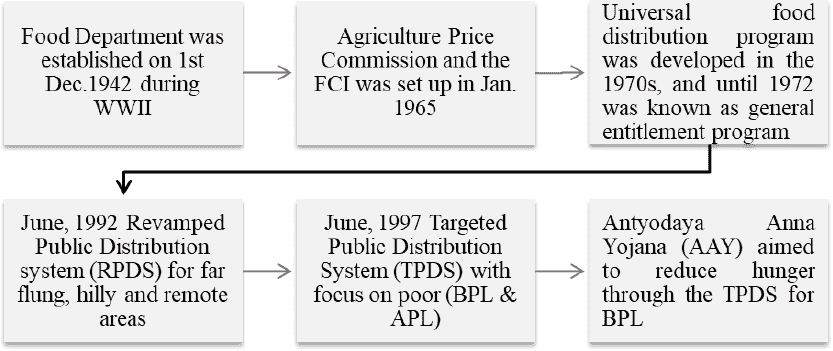 Food Department was
established on 1st
Dec.1942 during
WWII
Agriculture Price
Commission and the
FCI was set up in Jan.
1965
Universal food
distribution program
was developed in the
1970s, and until 1972
was known as general
entitlement program
June, 1992 Revamped
Public Distribution
system (RPDS) for far
flung, hilly and remote
areas
June, 1997 Targeted
Public Distribution
System (TPDS) with
focus on poor (BPL &
APL)
Antyodaya Anna
Yojana (AAY) aimed
to reduce hunger
through the TPDS for
BPL